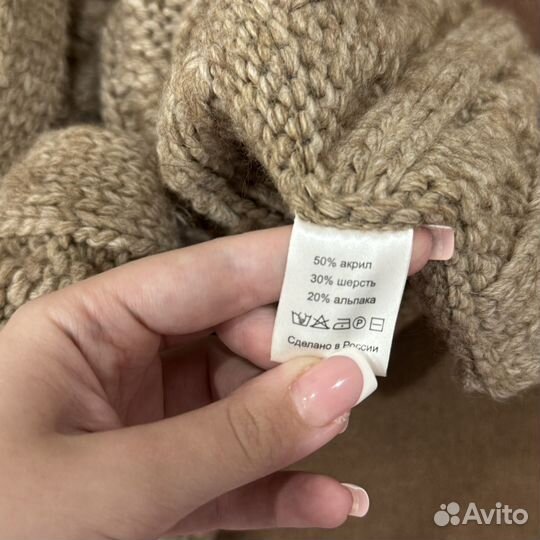 50% акрил
30% шерсть
20% альпака
Сделано в России
Avito